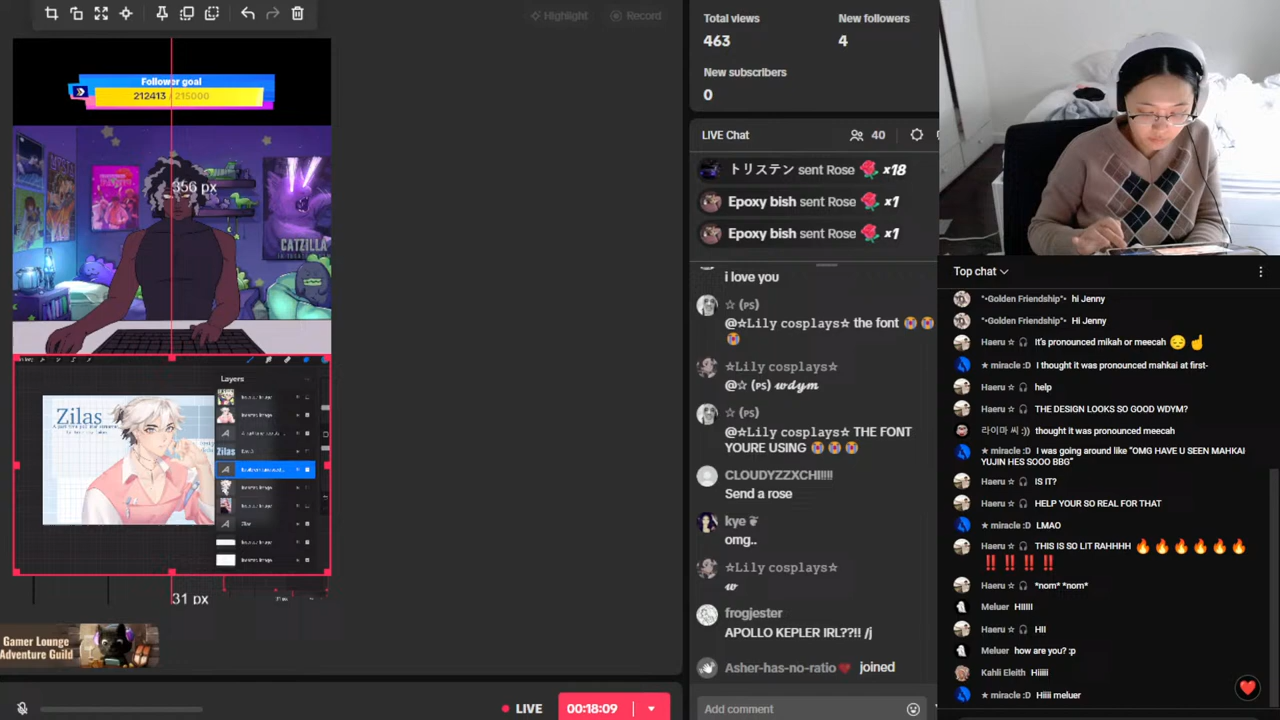 Highlight
Record
Follower goal
212413 / 215000
356 px
CATZILLA
Layers
Zilas
Zilas
31 px
Gamer Lounge
Adventure Guild
LIVE
00:18:09
Total views
463
New followers
4
New subscribers
0
LIVE Chat
40
トリステン sent Rose 🌹 x18
Epoxy bish sent Rose 🌹 x1
Epoxy bish sent Rose 🌹 x1
i love you
☆ (ᴘs)
@☆Lily cosplays☆ the font 😭😭
😭
☆Lily cosplays☆
@☆ (ᴘs) 𝔀𝓭𝔂𝓶
☆ (ᴘs)
@☆Lily cosplays☆ THE FONT
YOURE USING 😭😭😭
CLOUDYZZXCH!!!!!
Send a rose
kye
omg..
☆Lily cosplays☆
𝔀
frogjester
APOLLO KEPLER IRL??!! /j
Asher-has-no-ratio ❤️ joined
Add comment
Top chat
"•Golden Friendship"• hi Jenny
"•Golden Friendship"• Hi Jenny
Haeru ☆ 🎧 It's pronounced mikah or meecah 😔☝️
★ miracle :D I thought it was pronounced mahkai at first-
Haeru ☆ 🎧 help
Haeru ☆ 🎧 THE DESIGN LOOKS SO GOOD WDYM?
라이마 씨 :)) thought it was pronounced meecah
★ miracle :D I was going around like "OMG HAVE U SEEN MAHKAI
YUJIN HES SOOO BBG"
Haeru ☆ 🎧 IS IT?
Haeru ☆ 🎧 HELP YOUR SO REAL FOR THAT
★ miracle :D LMAO
Haeru ☆ 🎧 THIS IS SO LIT RAHHHH 🔥🔥🔥🔥🔥🔥
‼️‼️‼️‼️
Haeru ☆ 🎧 *nom* *nom*
Meluer HIIIII
Haeru ☆ 🎧 HII
Meluer how are you? :p
Kahli Eleith Hiiiii
★ miracle :D Hiiii meluer